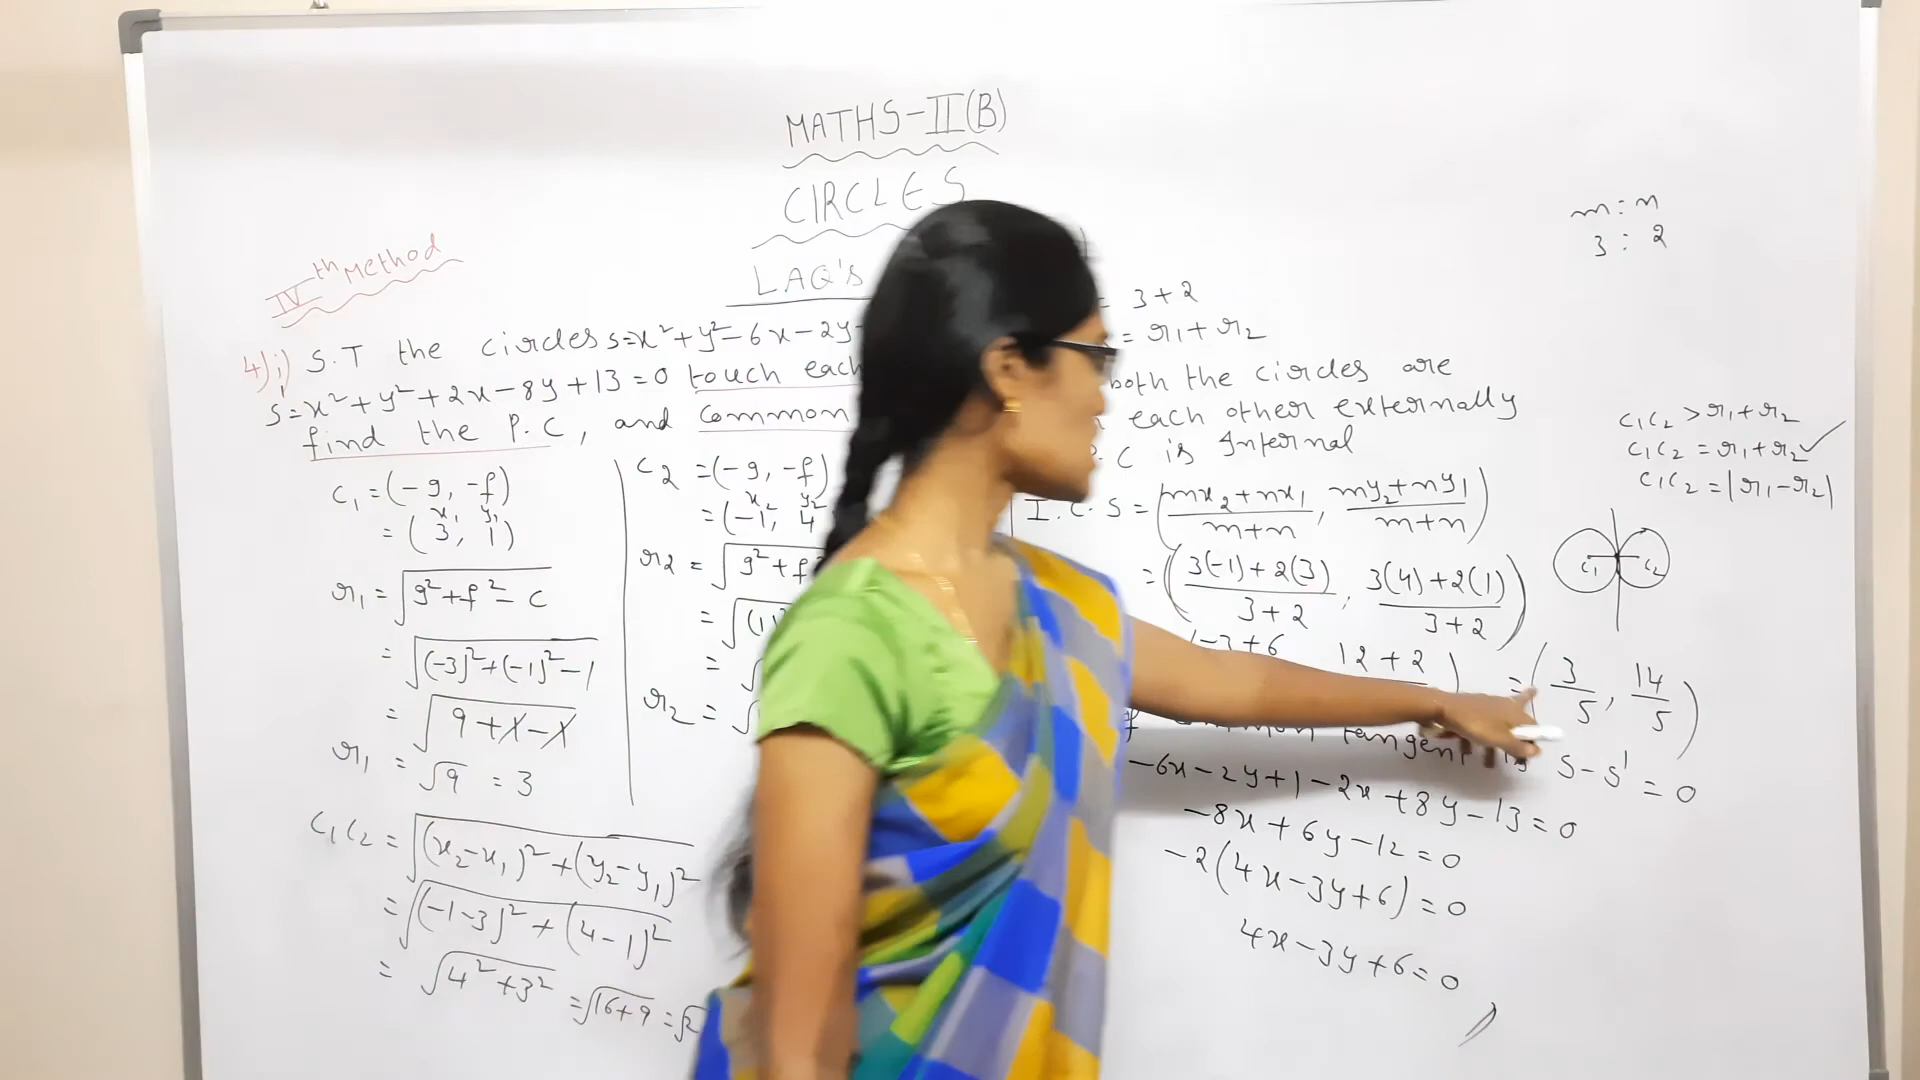 MATHS-II(B)
CIRCLES
LAQ's
IVth Method
m : n
3 : 2
4) i) S.T the circles s=x²+y²-6x-2y
s'=x²+y²+2x-8y+13=0 touch each
find the P.C, and common
C₁ = (-g, -f)
x₁ y₁
= (3, 1)
r₁ = √g²+f²-c
= √(-3)²+(-1)²-1
= √9+1-1
r₁ = √9 = 3
C₁C₂ = √(x₂-x₁)²+(y₂-y₁)²
= √(-1-3)²+(4-1)²
= √4²+3² = √16+9 = √2
C₂ = (-g, -f)
x₂ y₂
= (-1, 4
r₂ = √g²+f²
= √(1)²
= √
r₂ = √
= 3+2
= r₁+r₂
both the circles are
each other externally
P.C is Internal
I.C.S = (mx₂+nx₁/m+n, my₂+ny₁/m+n)
= (3(-1)+2(3)/3+2, 3(4)+2(1)/3+2)
(-3+6 12+2) = (3/5, 14/5)
of common tangent is S-S'=0
-6x-2y+1-2x+8y-13=0
-8x+6y-12=0
-2(4x-3y+6)=0
4x-3y+6=0
C₁C₂ > r₁+r₂
C₁C₂ = r₁+r₂ ✓
C₁C₂ = |r₁-r₂|
C₁ C₂